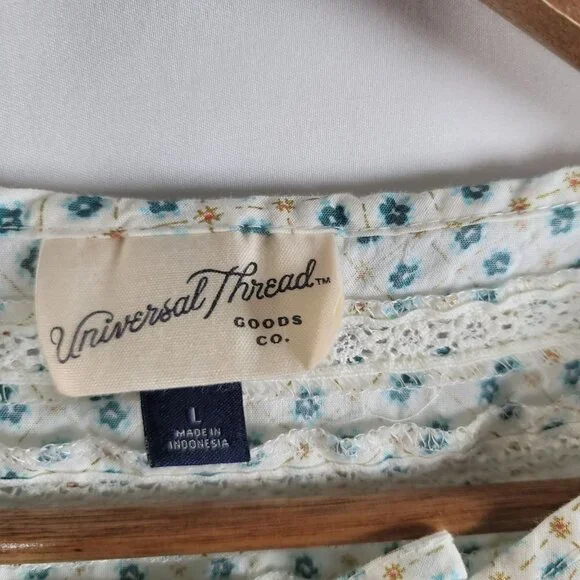 Universal Thread™
GOODS
CO.
L
MADE IN
INDONESIA